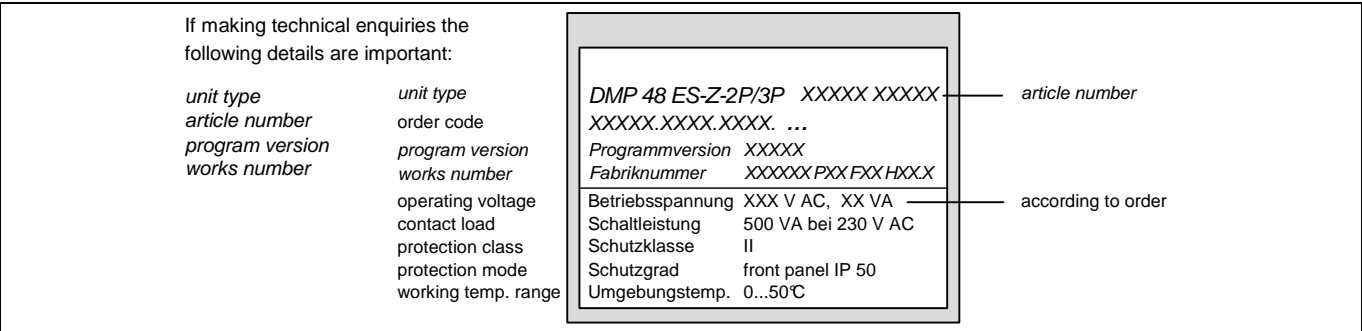 If making technical enquiries the
following details are important:
unit type
article number
program version
works number
unit type DMP 48 ES-Z-2P/3P XXXXX XXXXX article number
order code XXXXX.XXXX.XXXX. ...
program version Programmversion XXXXX
works number Fabriknummer XXXXXX PXX FXX HXX.X
operating voltage Betriebsspannung XXX V AC, XX VA according to order
contact load Schaltleistung 500 VA bei 230 V AC
protection class Schutzklasse II
protection mode Schutzgrad front panel IP 50
working temp. range Umgebungstemp. 0...50°C